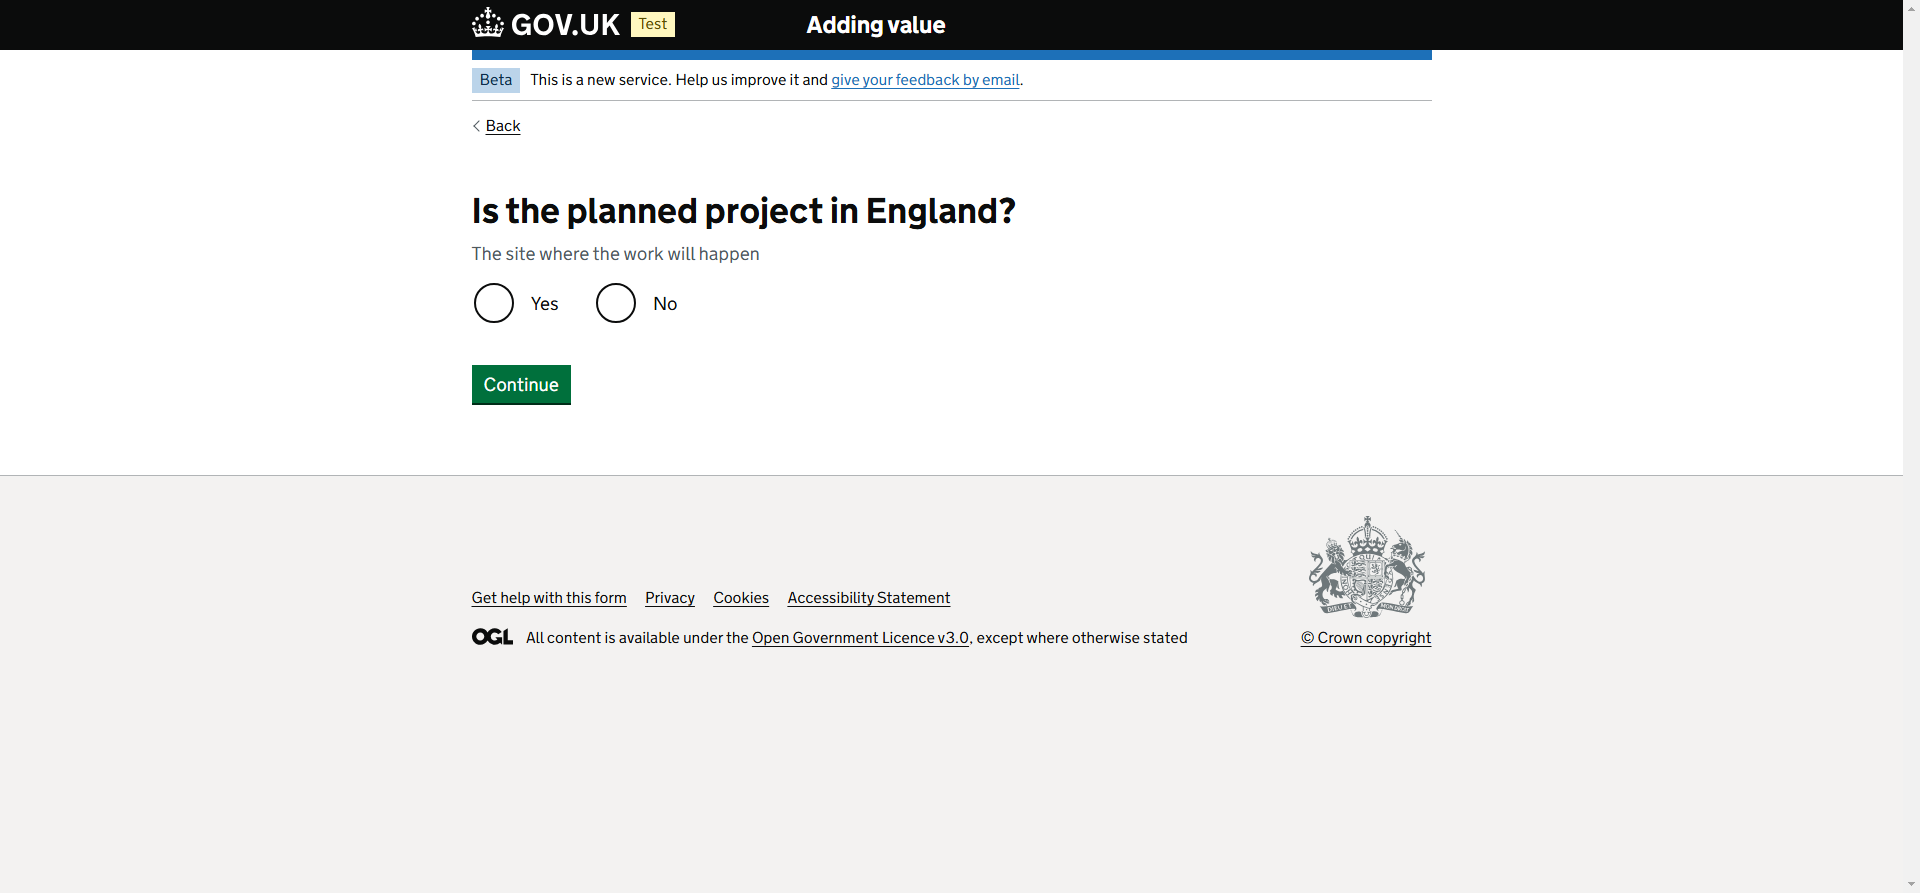 GOV.UK Test Adding value
Beta This is a new service. Help us improve it and give your feedback by email.
Back
Is the planned project in England?
The site where the work will happen
Yes No
Continue
Get help with this form Privacy Cookies Accessibility Statement
OGL All content is available under the Open Government Licence v3.0, except where otherwise stated
© Crown copyright